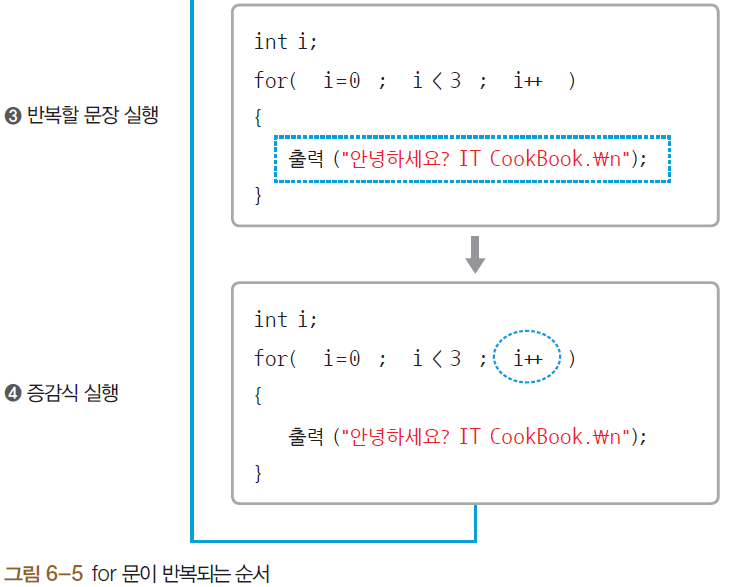 int i;
for( i=0 ; i < 3 ; i++ )
❸ 반복할 문장 실행
{
출력 ("안녕하세요? IT CookBook.₩n");
}
int i;
for( i=0 ; i < 3 ; i++ )
❹ 증감식 실행
{
출력 ("안녕하세요? IT CookBook.₩n");
}
그림 6-5 for 문이 반복되는 순서